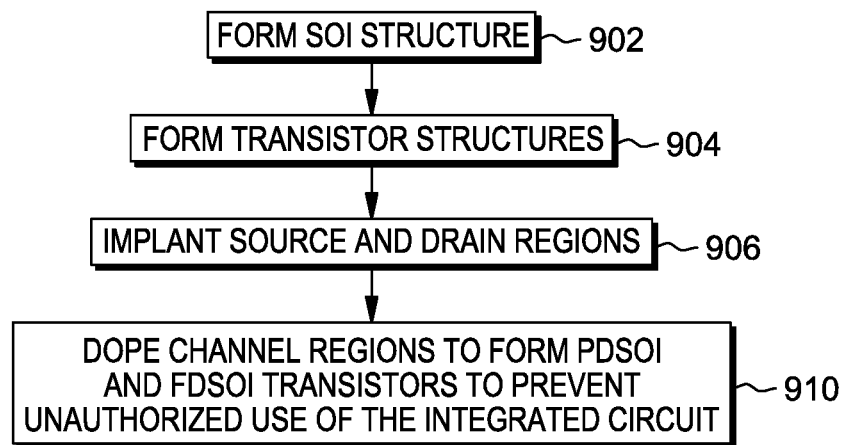 FORM SOI STRUCTURE
902
FORM TRANSISTOR STRUCTURES
904
IMPLANT SOURCE AND DRAIN REGIONS
906
DOPE CHANNEL REGIONS TO FORM PDSOI
AND FDSOI TRANSISTORS TO PREVENT
UNAUTHORIZED USE OF THE INTEGRATED CIRCUIT
910